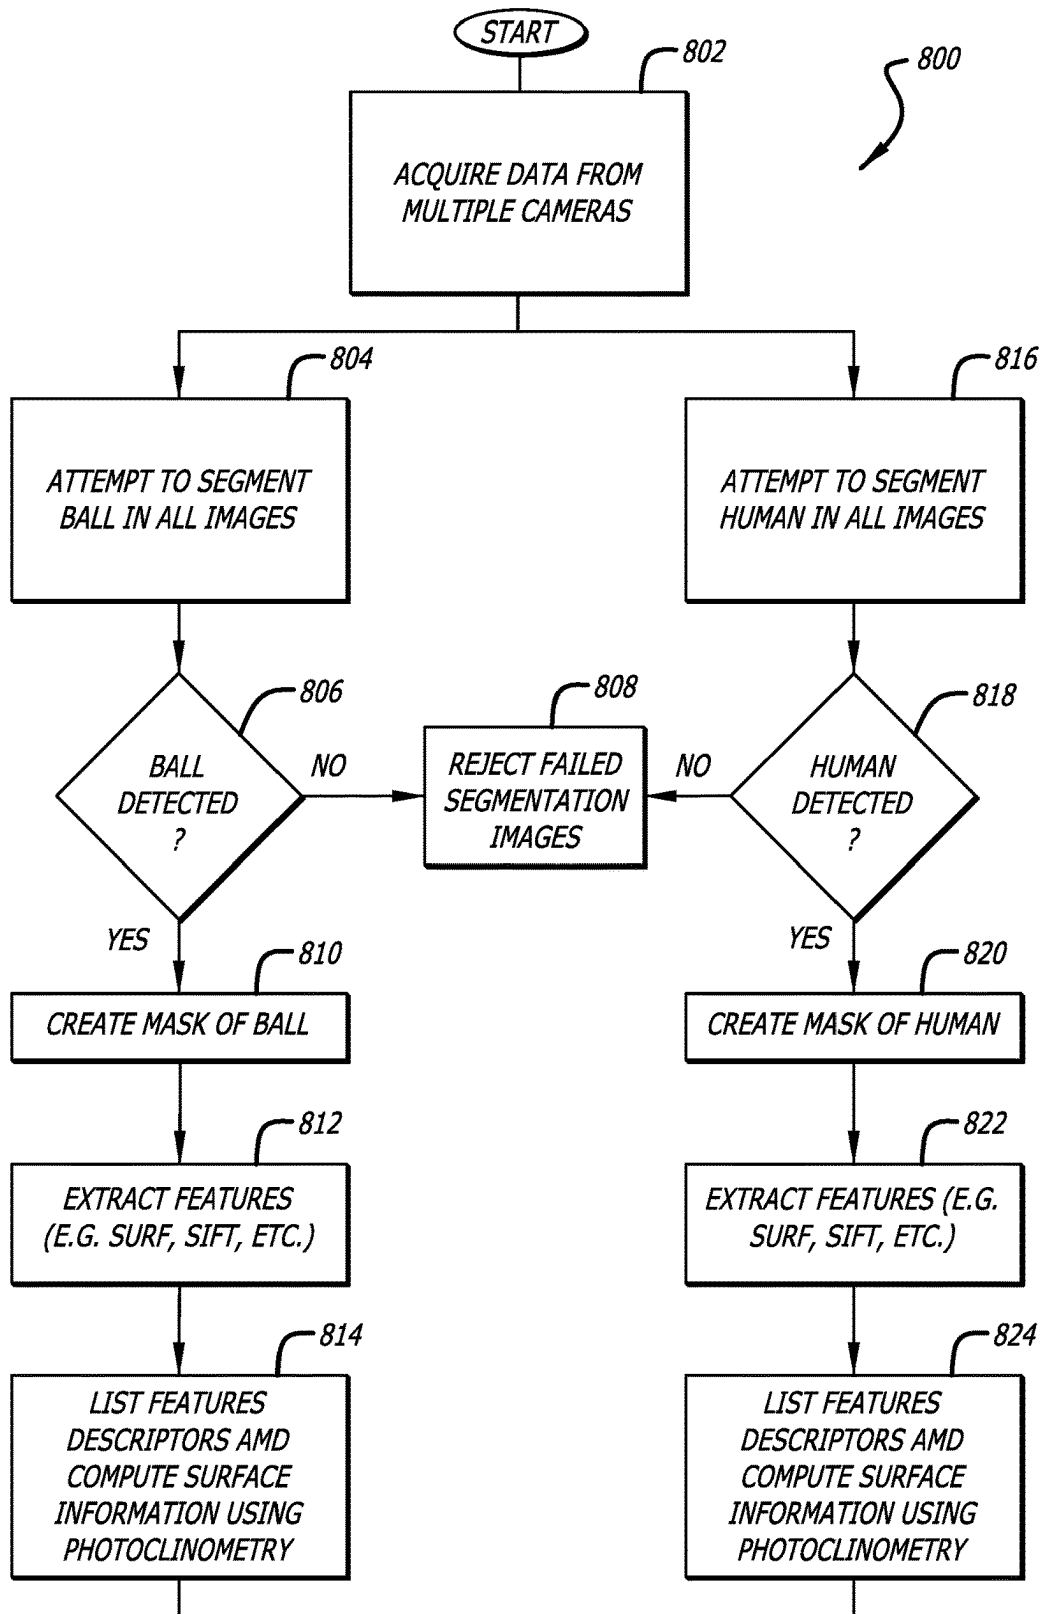 START
802
800
ACQUIRE DATA FROM
MULTIPLE CAMERAS
804
816
ATTEMPT TO SEGMENT
BALL IN ALL IMAGES
ATTEMPT TO SEGMENT
HUMAN IN ALL IMAGES
806
808
818
BALL
DETECTED
?
NO
REJECT FAILED
SEGMENTATION
IMAGES
NO
HUMAN
DETECTED
?
YES
YES
810
820
CREATE MASK OF BALL
CREATE MASK OF HUMAN
812
822
EXTRACT FEATURES
(E.G. SURF, SIFT, ETC.)
EXTRACT FEATURES (E.G.
SURF, SIFT, ETC.)
814
824
LIST FEATURES
DESCRIPTORS AMD
COMPUTE SURFACE
INFORMATION USING
PHOTOCLINOMETRY
LIST FEATURES
DESCRIPTORS AMD
COMPUTE SURFACE
INFORMATION USING
PHOTOCLINOMETRY